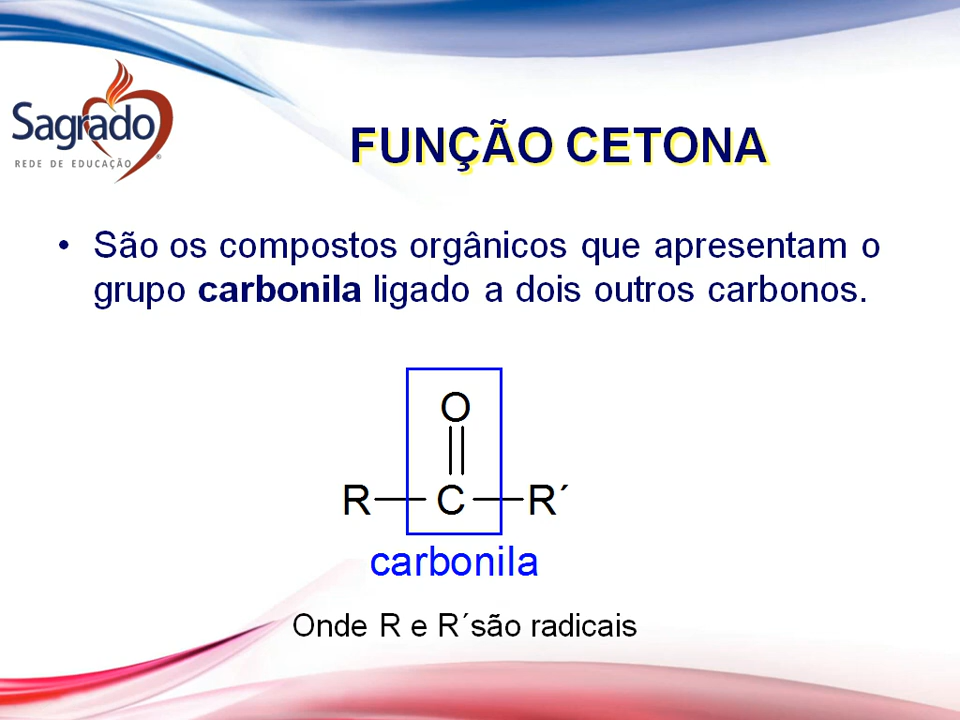 Sagrado
REDE DE EDUCAÇÃO ®
FUNÇÃO CETONA
• São os compostos orgânicos que apresentam o
grupo carbonila ligado a dois outros carbonos.
O
R C R´
carbonila
Onde R e R´são radicais